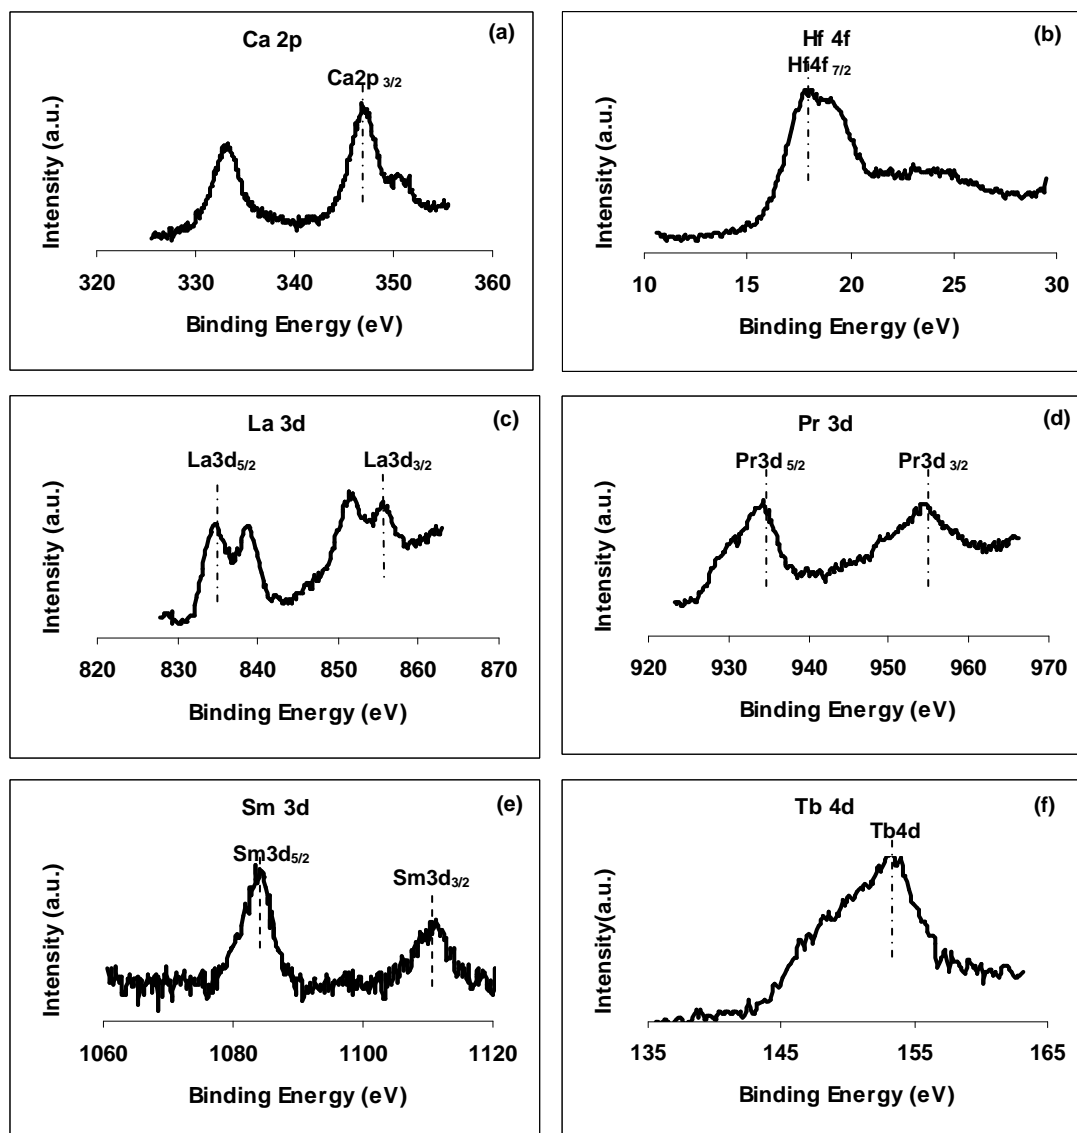 Ca 2p
(a)
Ca2p 3/2
Intensity (a.u.)
320 330 340 350 360
Binding Energy (eV)
Hf 4f
(b)
Hf4f 7/2
Intensity (a.u.)
10 15 20 25 30
Binding Energy (eV)
La 3d
(c)
La3d5/2 La3d3/2
Intensity (a.u.)
820 830 840 850 860 870
Binding Energy (eV)
Pr 3d
(d)
Pr3d 5/2 Pr3d 3/2
Intensity (a.u.)
920 930 940 950 960 970
Binding Energy (eV)
Sm 3d
(e)
Sm3d5/2
Sm3d3/2
Intensity (a.u.)
1060 1080 1100 1120
Binding Energy (eV)
Tb 4d
(f)
Tb4d
Intensity(a.u.)
135 145 155 165
Binding Energy (eV)